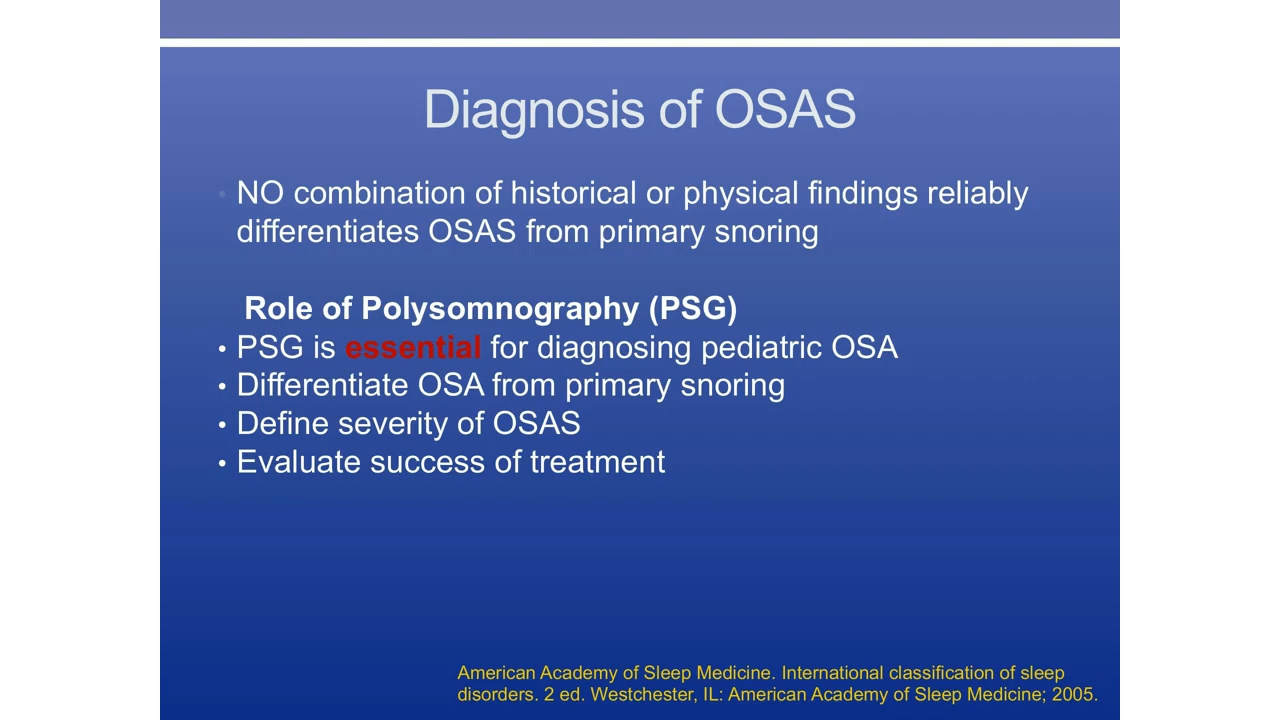 Diagnosis of OSAS
• NO combination of historical or physical findings reliably
differentiates OSAS from primary snoring
Role of Polysomnography (PSG)
• PSG is essential for diagnosing pediatric OSA
• Differentiate OSA from primary snoring
• Define severity of OSAS
• Evaluate success of treatment
American Academy of Sleep Medicine. International classification of sleep
disorders. 2 ed. Westchester, IL: American Academy of Sleep Medicine; 2005.